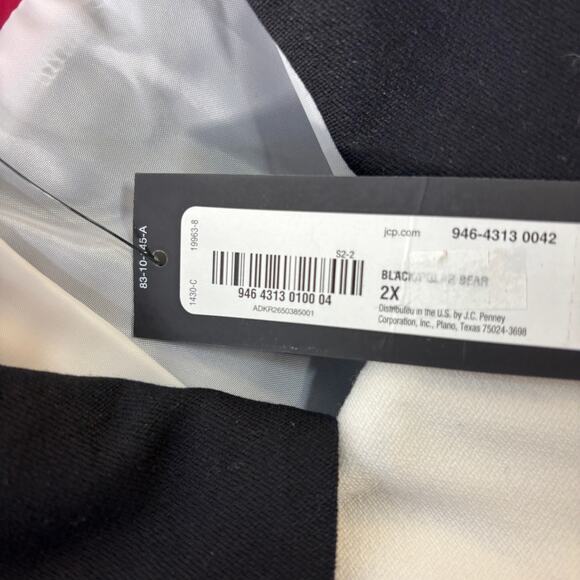 83-10-145-A
1430-C 19963-8
S2-2
946 4313 0100 04
ADKR2650385001
jcp.com 946-4313 0042
BLACK/POLAR BEAR
2X
Distributed in the U.S. by J.C. Penney
Corporation, Inc., Plano, Texas 75024-3698